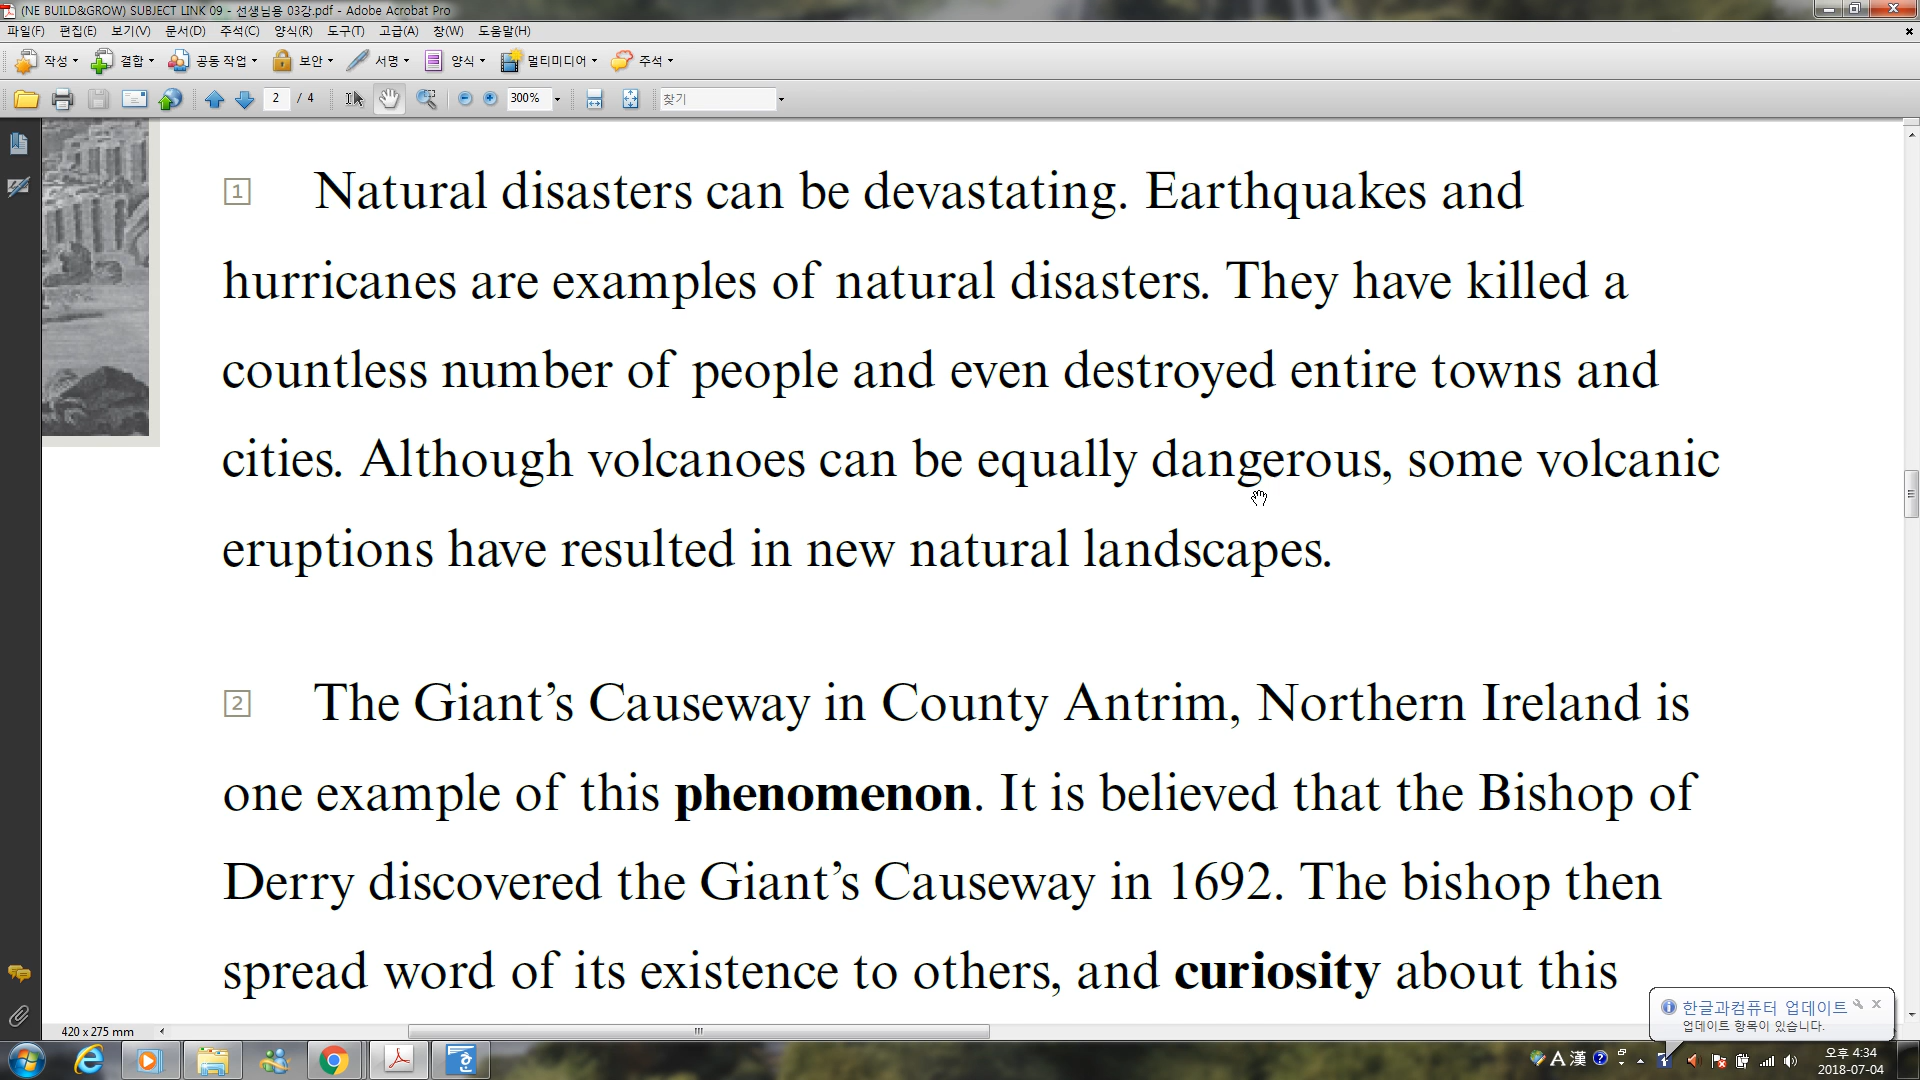 (NE BUILD&GROW) SUBJECT LINK 09 - 선생님용 03강.pdf - Adobe Acrobat Pro
파일(F) 편집(E) 보기(V) 문서(D) 주석(C) 양식(R) 도구(T) 고급(A) 창(W) 도움말(H)
작성 결합 공동 작업 보안 서명 양식 멀티미디어 주석
2 / 4 300% 찾기
1 Natural disasters can be devastating. Earthquakes and
hurricanes are examples of natural disasters. They have killed a
countless number of people and even destroyed entire towns and
cities. Although volcanoes can be equally dangerous, some volcanic
eruptions have resulted in new natural landscapes.
2 The Giant’s Causeway in County Antrim, Northern Ireland is
one example of this phenomenon. It is believed that the Bishop of
Derry discovered the Giant’s Causeway in 1692. The bishop then
spread word of its existence to others, and curiosity about this
한글과컴퓨터 업데이트
업데이트 항목이 있습니다.
420 x 275 mm
A 漢
오후 4:34
2018-07-04